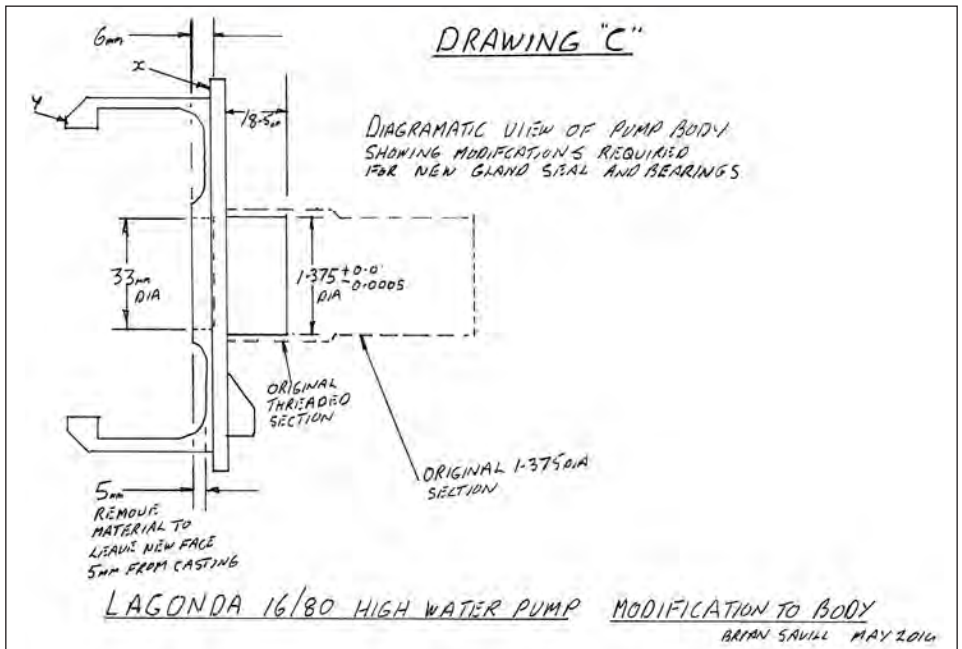 DRAWING "C"
6mm
x
y
18·5mm
DIAGRAMATIC VIEW OF PUMP BODY
SHOWING MODIFCATIONS REQUIRED
FOR NEW GLAND SEAL AND BEARINGS
33mm
DIA
1·375 +0·0
-0·0005
DIA
ORIGINAL
THREADED
SECTION
ORIGINAL 1·375 DIA
SECTION
5mm
REMOVE
MATERIAL TO
LEAVE NEW FACE
5mm FROM CASTING
LAGONDA 16/80 HIGH WATER PUMP MODIFICATION TO BODY
BRIAN SAVILL MAY